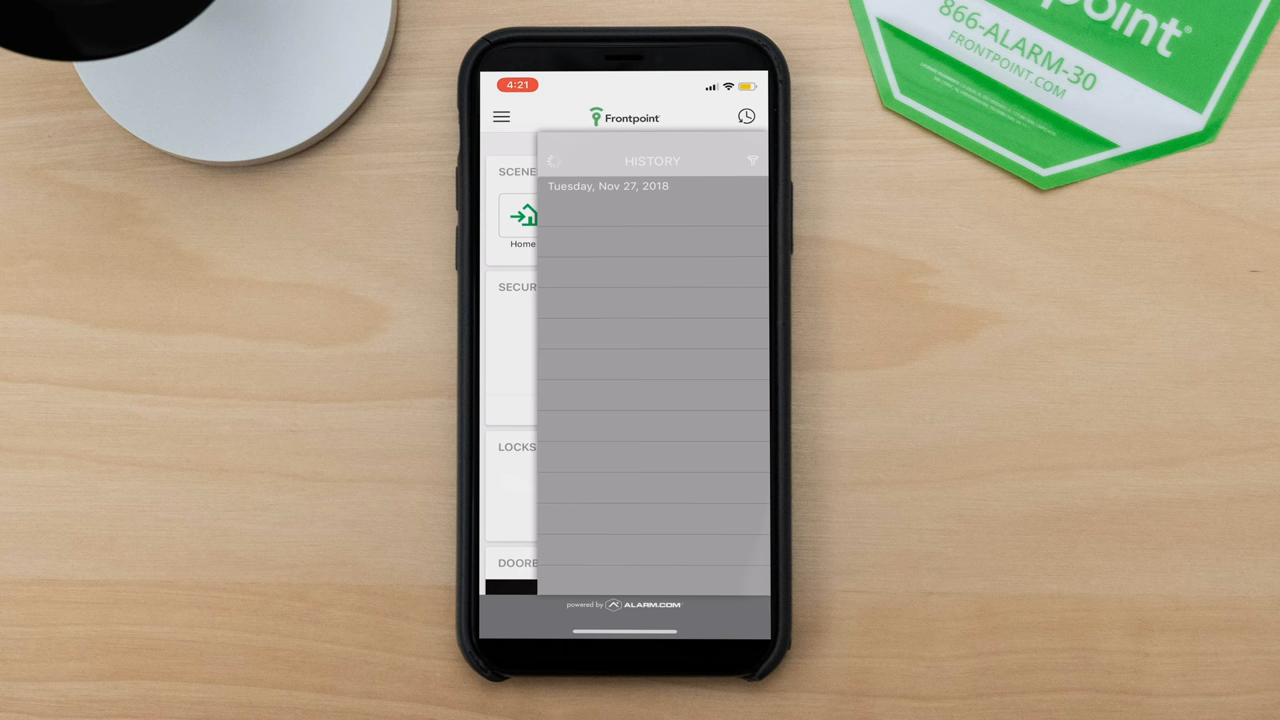 point®
866-ALARM-30
FRONTPOINT.COM
4:21
Frontpoint
HISTORY
Tuesday, Nov 27, 2018
SCENE
Home
SECUR
LOCKS
DOORB
powered by ALARM.COM